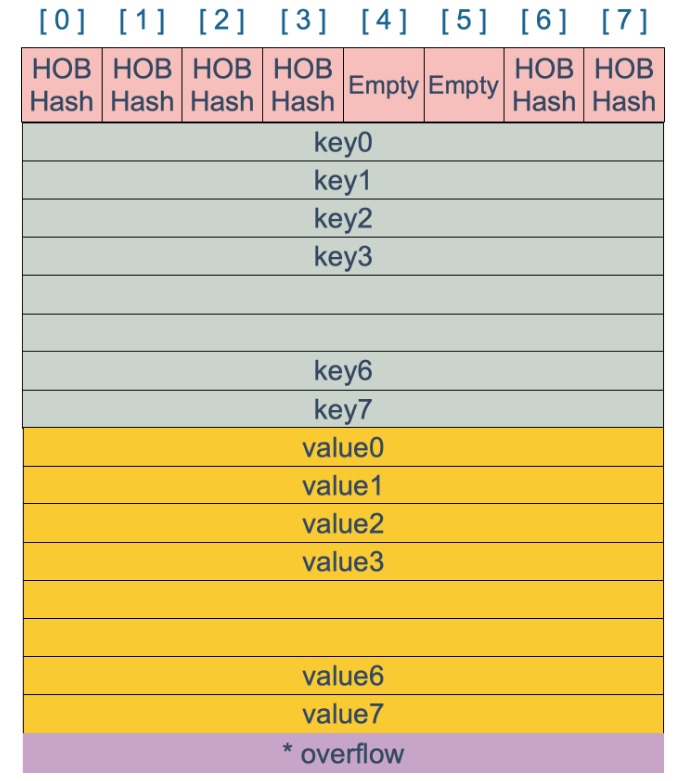 [0] [1] [2] [3] [4] [5] [6] [7]
HOB HOB HOB HOB Empty Empty HOB HOB
Hash Hash Hash Hash Hash Hash
key0
key1
key2
key3
key6
key7
value0
value1
value2
value3
value6
value7
* overflow